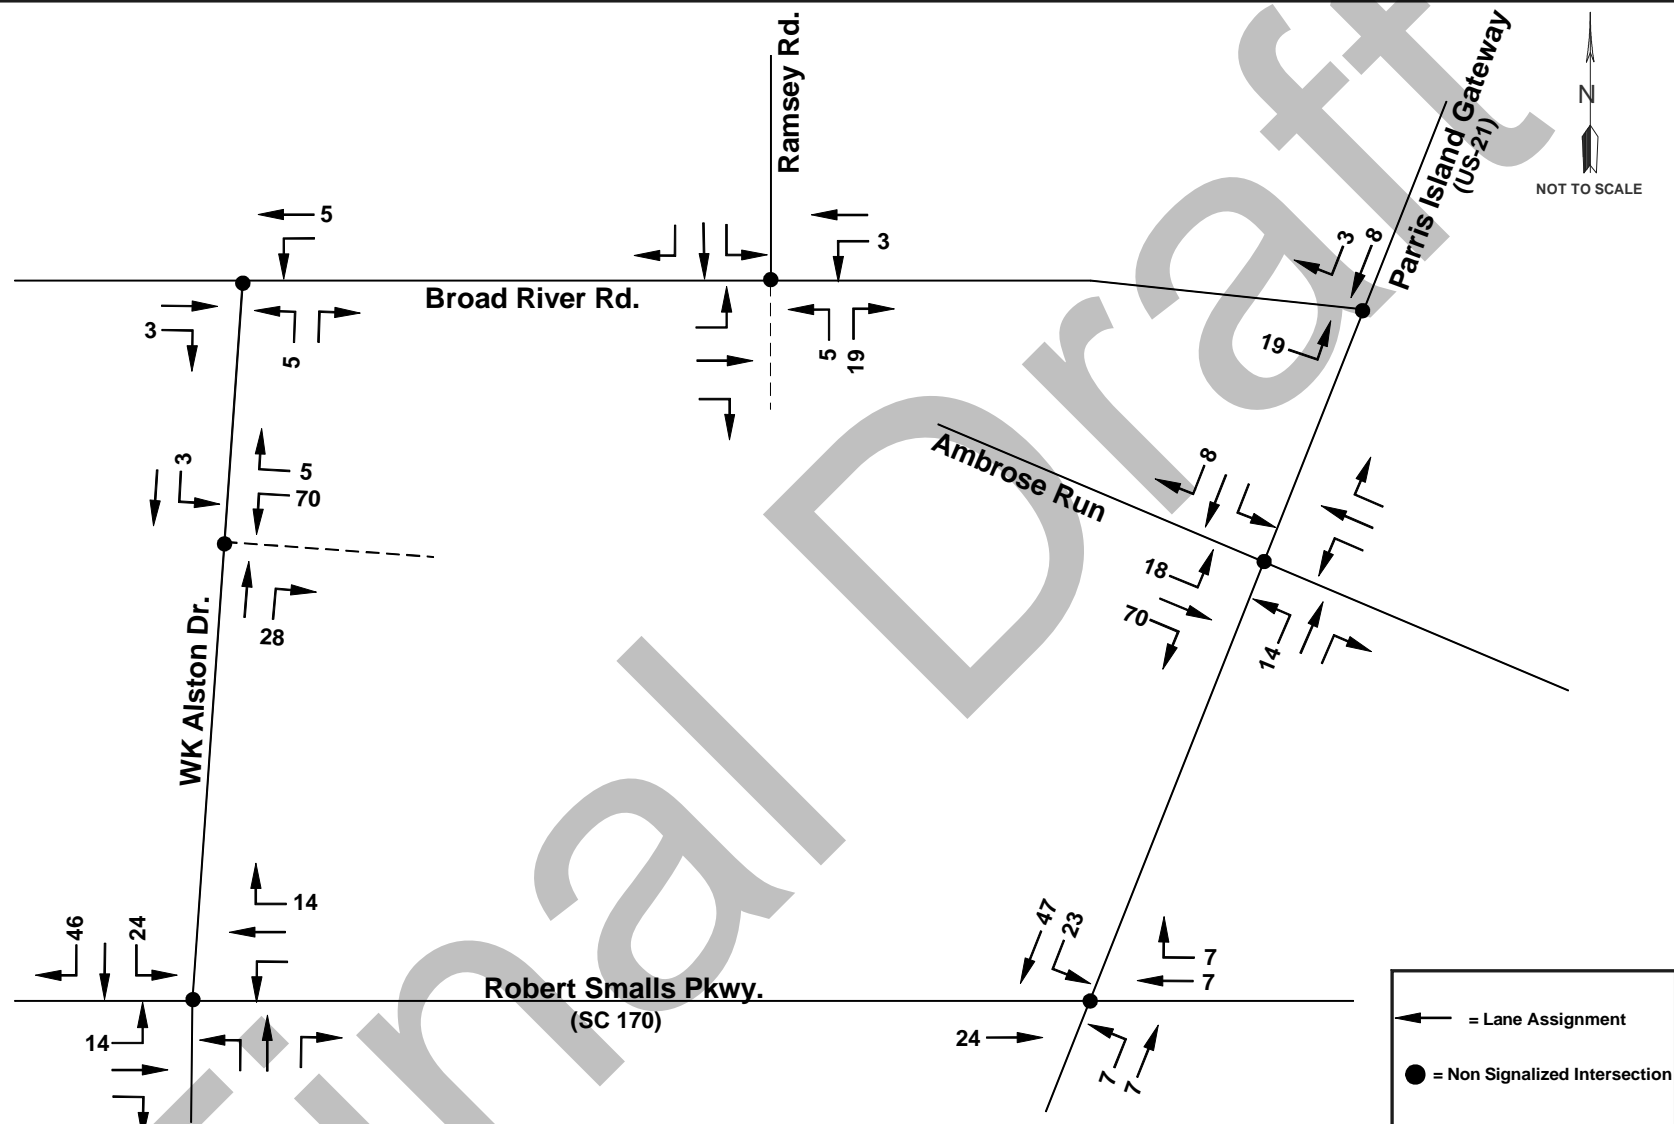 Ramsey Rd.
Parris Island Gateway
(US-21)
N
NOT TO SCALE
5
3
3
8
Broad River Rd.
3
5
5
19
19
3
5
70
Ambrose Run
8
18
70
14
28
WK Alston Dr.
14
46
24
47
23
7
7
Robert Smalls Pkwy.
(SC 170)
14
24
7
7
= Lane Assignment
= Non Signalized Intersection
Final Draft